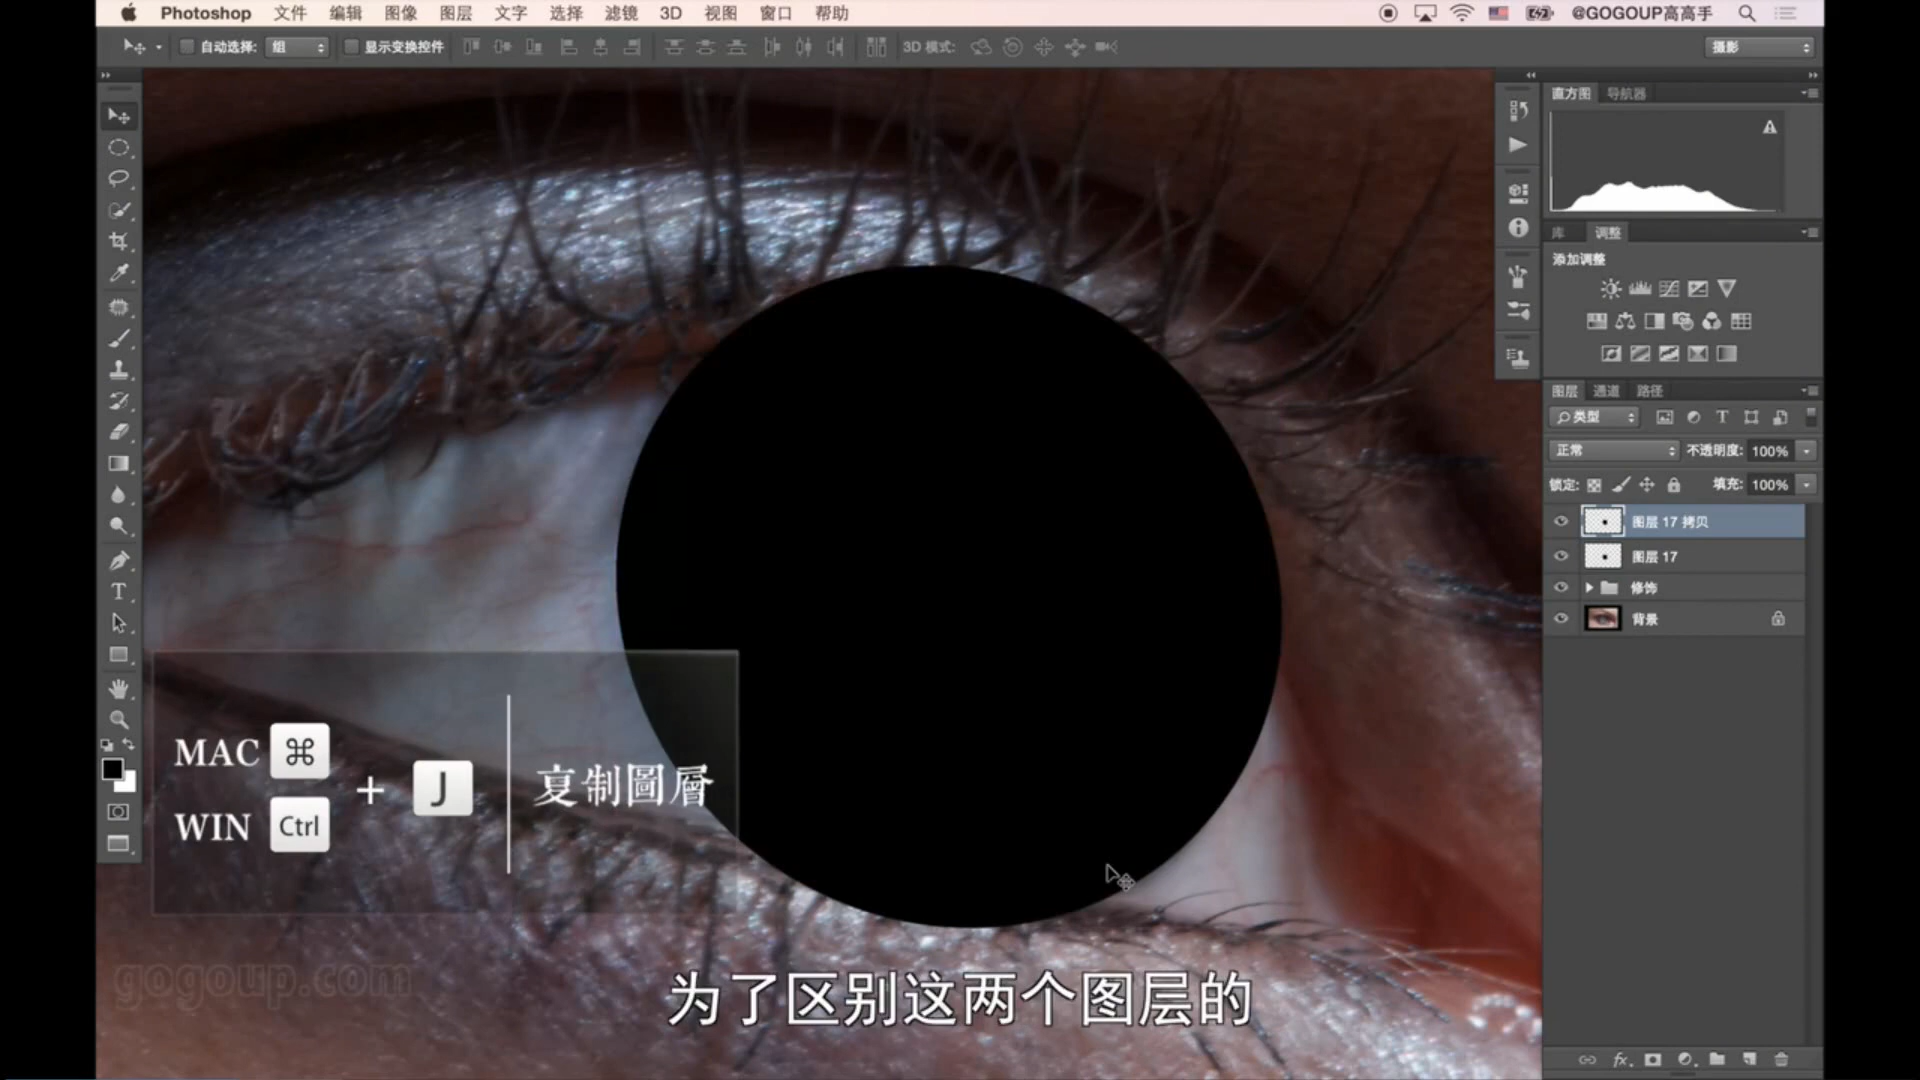 Photoshop 文件 编辑 图像 图层 文字 选择 滤镜 3D 视图 窗口 帮助 @GOGOUP高高手
自动选择: 组 显示变换控件 3D 模式: 摄影
直方图 导航器
库 调整
添加调整
图层 通道 路径
类型
正常 不透明度: 100%
锁定: 填充: 100%
图层 17 拷贝
图层 17
修饰
背景
MAC ⌘ + J 复制圖層
WIN Ctrl
gogoup.com
为了区别这两个图层的